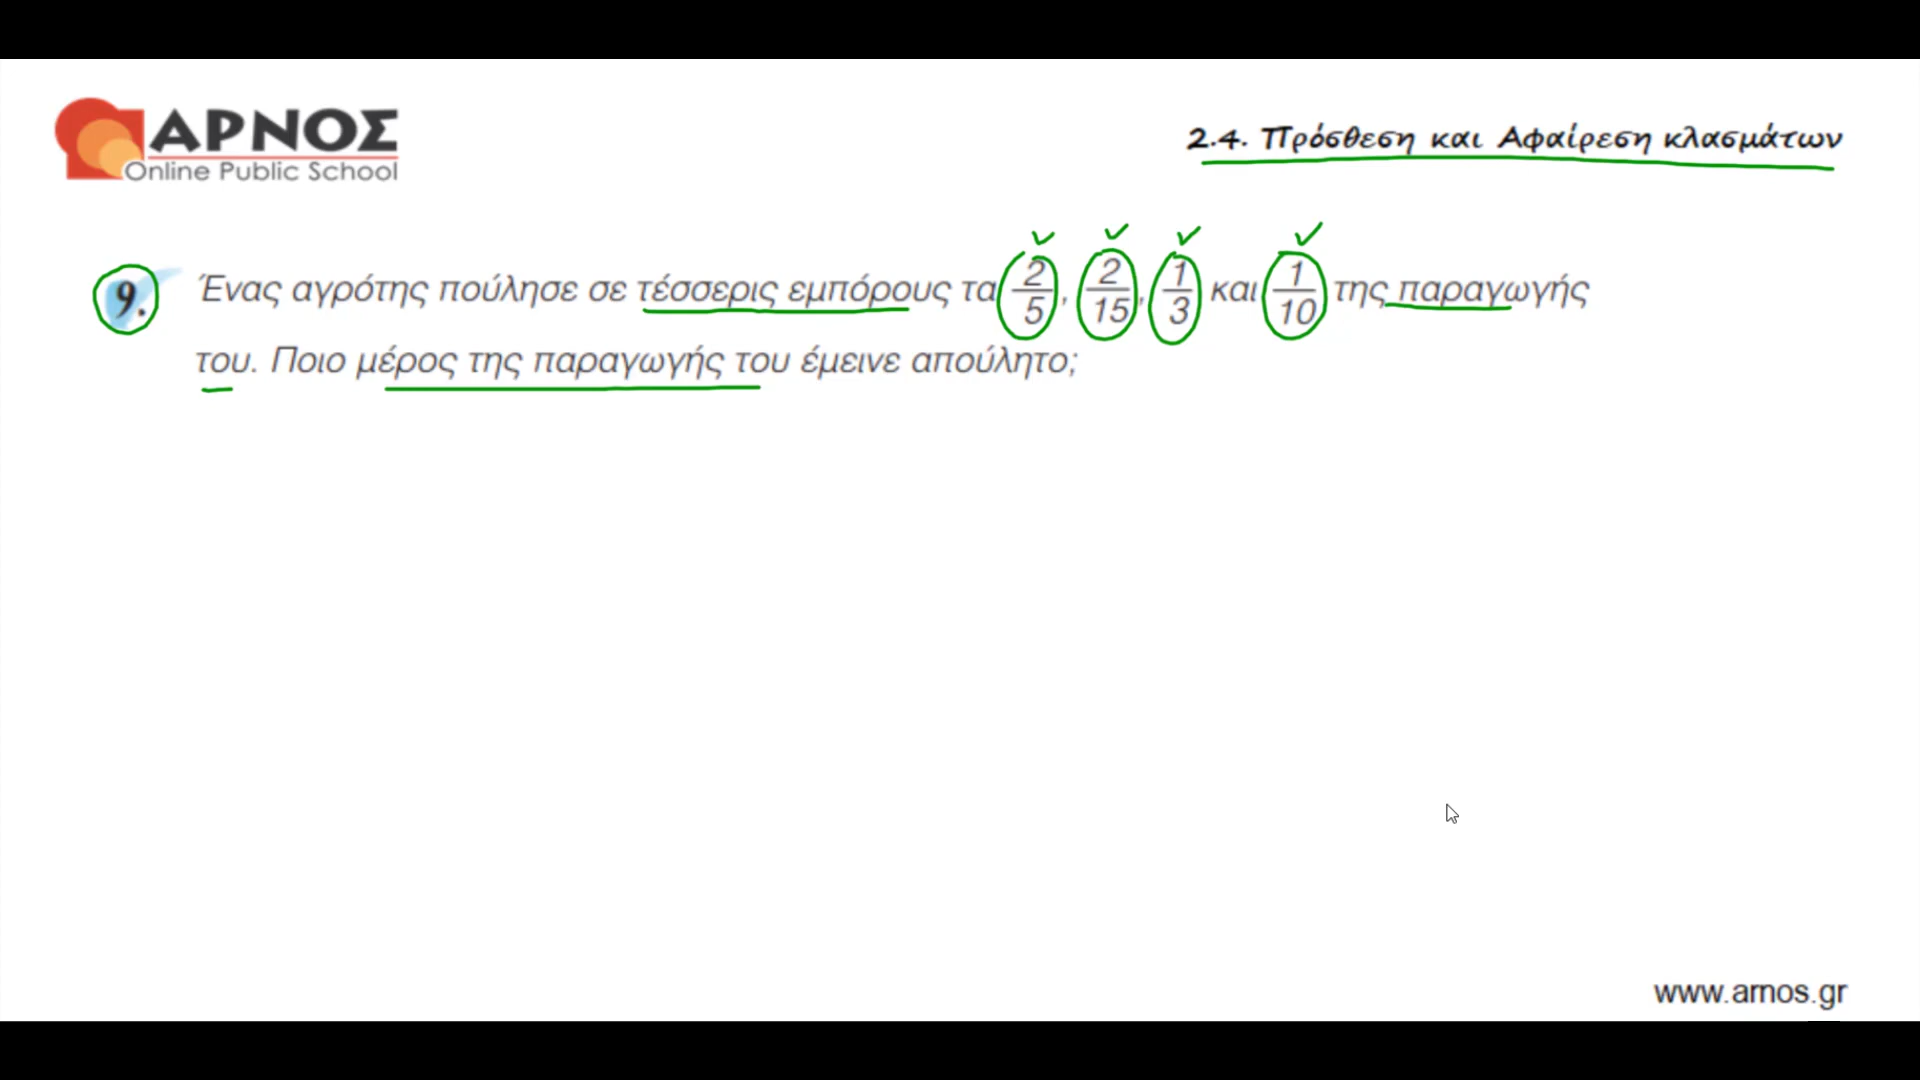 ΑΡΝΟΣ
Online Public School
2.4. Πρόσθεση και Αφαίρεση κλασμάτων
9. Ένας αγρότης πούλησε σε τέσσερις εμπόρους τα 2/5, 2/15, 1/3 και 1/10 της παραγωγής
του. Ποιο μέρος της παραγωγής του έμεινε απούλητο;
www.arnos.gr